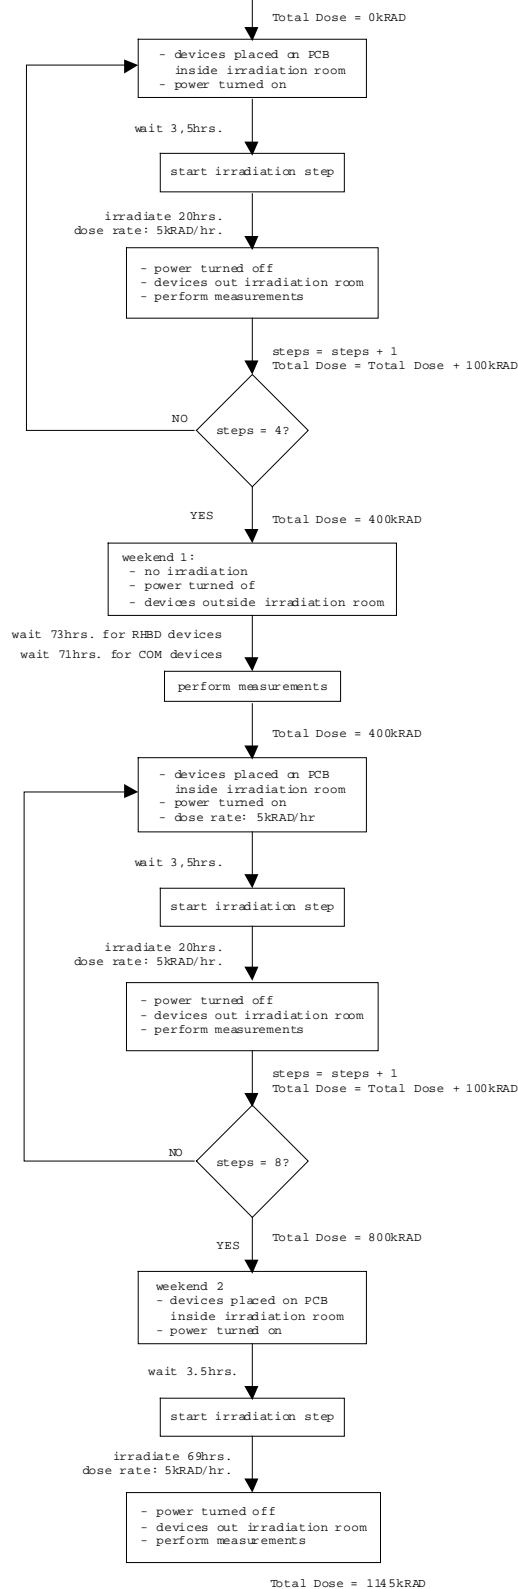 Total Dose = 0kRAD
- devices placed on PCB
inside irradiation room
- power turned on
wait 3,5hrs.
start irradiation step
irradiate 20hrs.
dose rate: 5kRAD/hr.
- power turned off
- devices out irradiation room
- perform measurements
steps = steps + 1
Total Dose = Total Dose + 100kRAD
NO
steps = 4?
YES
Total Dose = 400kRAD
weekend 1:
- no irradiation
- power turned of
- devices outside irradiation room
wait 73hrs. for RHBD devices
wait 71hrs. for COM devices
perform measurements
Total Dose = 400kRAD
- devices placed on PCB
inside irradiation room
- power turned on
- dose rate: 5kRAD/hr
wait 3,5hrs.
start irradiation step
irradiate 20hrs.
dose rate: 5kRAD/hr.
- power turned off
- devices out irradiation room
- perform measurements
steps = steps + 1
Total Dose = Total Dose + 100kRAD
NO
steps = 8?
YES
Total Dose = 800kRAD
weekend 2
- devices placed on PCB
inside irradiation room
- power turned on
wait 3.5hrs.
start irradiation step
irradiate 69hrs.
dose rate: 5kRAD/hr.
- power turned off
- devices out irradiation room
- perform measurements
Total Dose = 1145kRAD